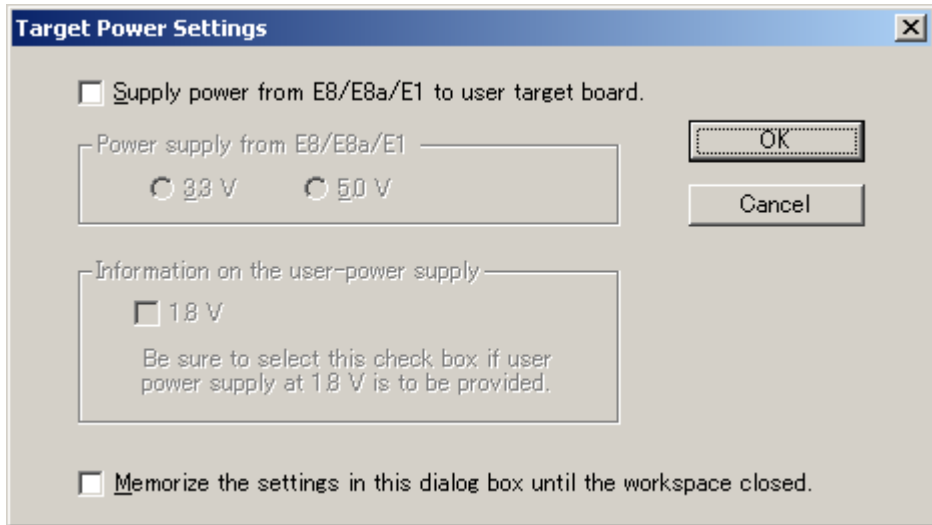 Target Power Settings
Supply power from E8/E8a/E1 to user target board.
Power supply from E8/E8a/E1
3.3 V
5.0 V
OK
Cancel
Information on the user-power supply
1.8 V
Be sure to select this check box if user
power supply at 1.8 V is to be provided.
Memorize the settings in this dialog box until the workspace closed.